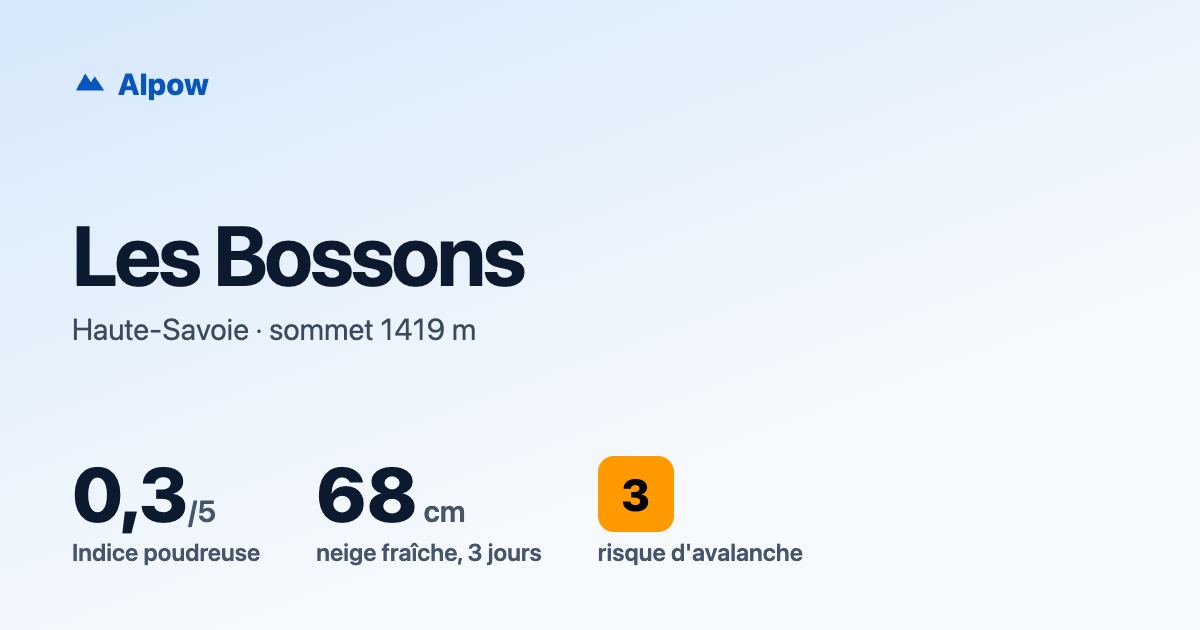 Alpow
Les Bossons
Haute-Savoie · sommet 1419 m
0,3/5
Indice poudreuse
68 cm
neige fraîche, 3 jours
3
risque d'avalanche